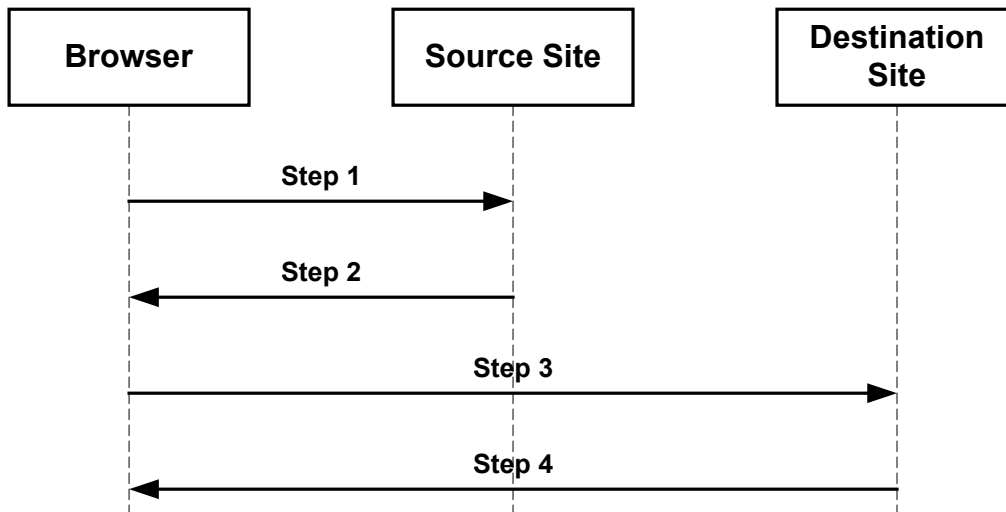 Browser
Source Site
Destination
Site
Step 1
Step 2
Step 3
Step 4